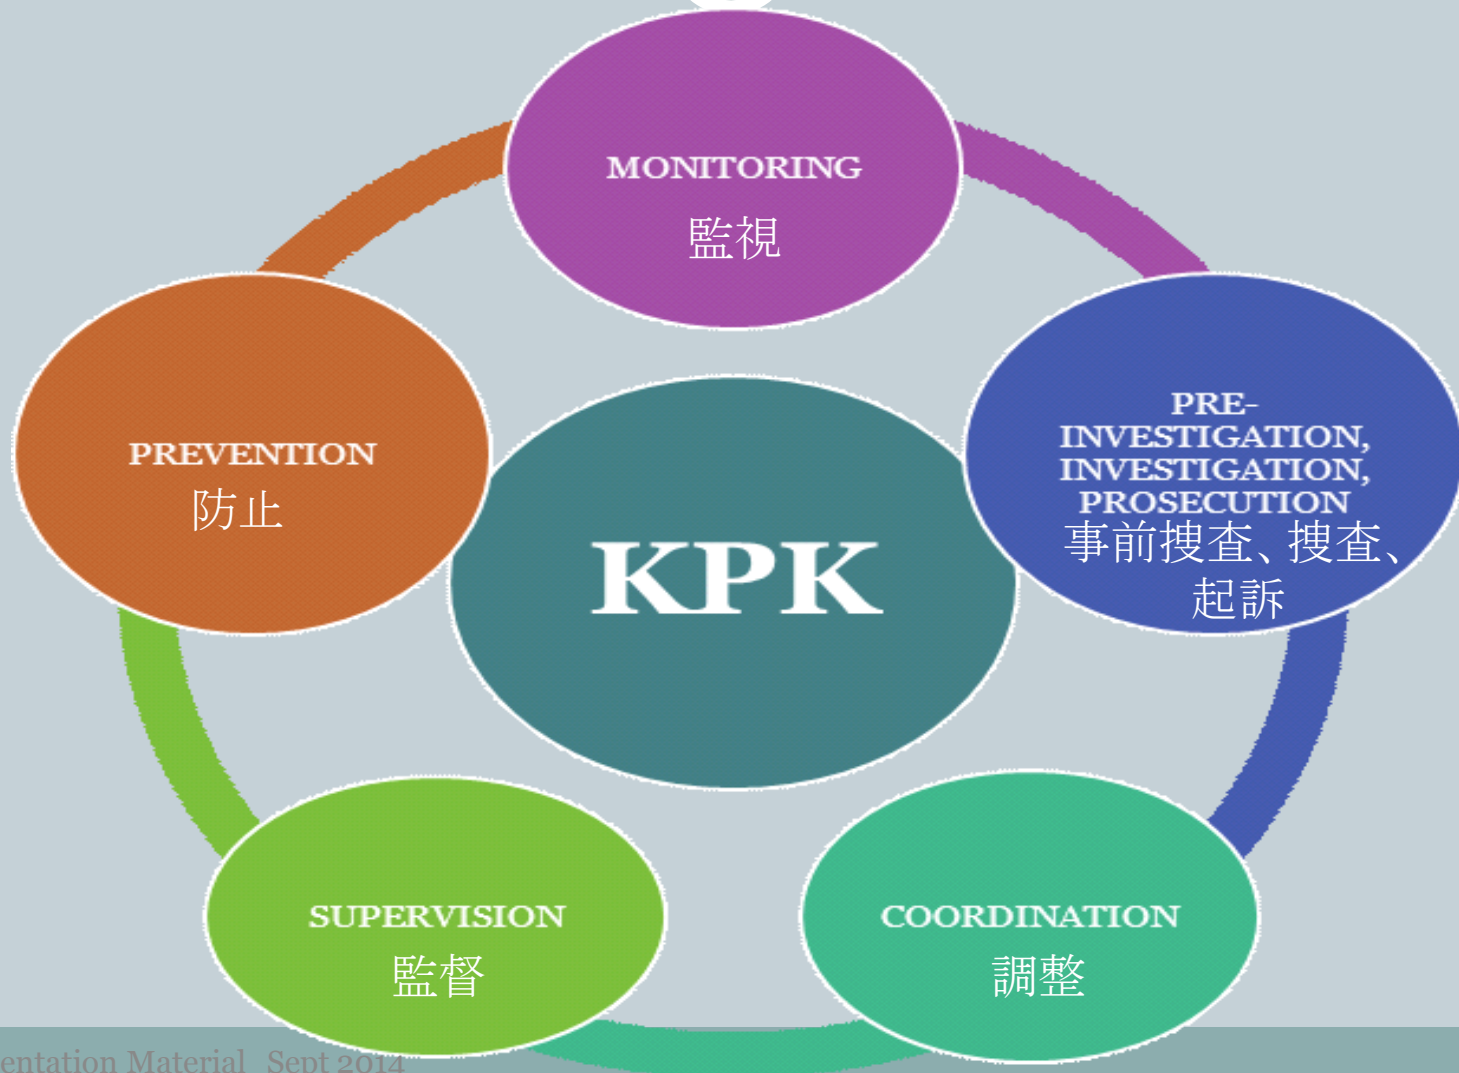 MONITORING
監視
PREVENTION
防止
PRE-
INVESTIGATION,
INVESTIGATION,
PROSECUTION
事前捜査、捜査、
起訴
KPK
SUPERVISION
監督
COORDINATION
調整
Material Sept 2014